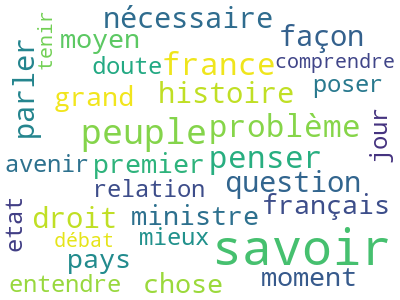 nécessaire
tenir moyen façon
parler doute france comprendre
grand histoire poser
peuple problème jour
avenir premier penser
relation question
etat droit ministre français
débat mieux savoir
pays
entendre chose moment